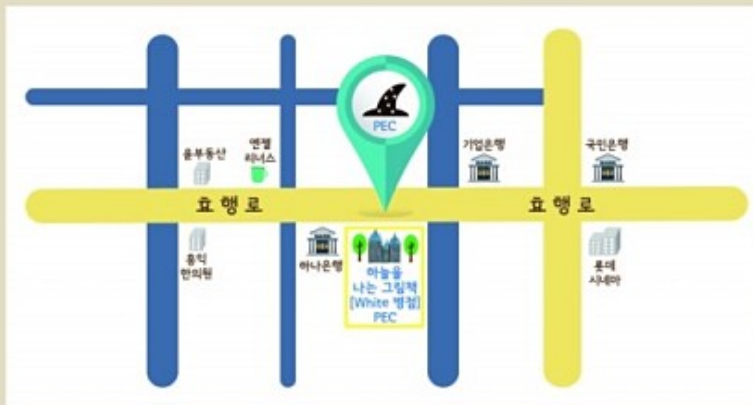 PEC
기업은행
국민은행
윤부동산
엔젤
리너스
효행로
효행로
홍익
한의원
하나은행
하늘을
나는 그림책
[White 병점]
PEC
롯데
시네마